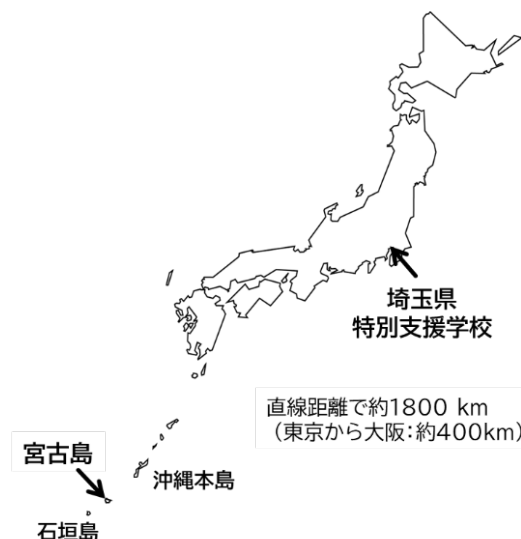 埼玉県
特別支援学校
直線距離で約1800 km
（東京から大阪：約400km）
宮古島
沖縄本島
石垣島